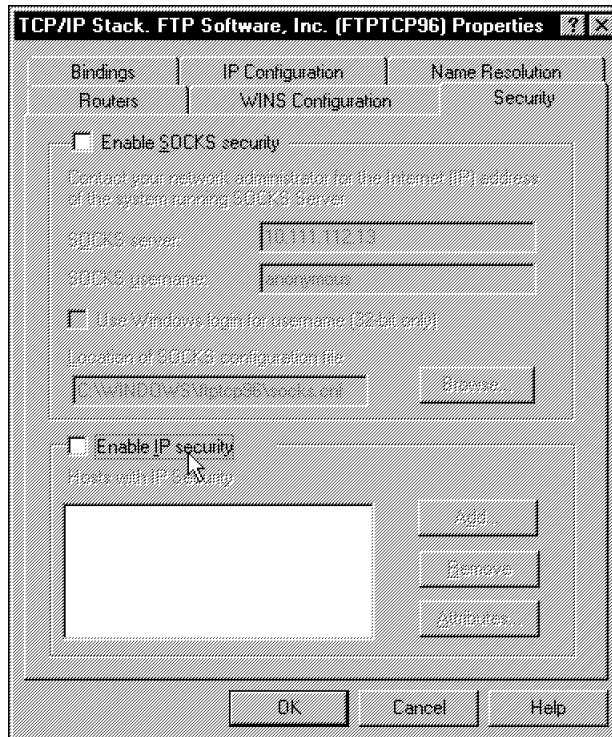 TCP/IP Stack. FTP Software, Inc. (FTPTCP96) Properties
Bindings IP Configuration Name Resolution
Routers WINS Configuration Security
Enable SOCKS security
Contact your network administrator for the Internet (IP) address
of the system running SOCKS Server
SOCKS server: 10.111.112.13
SOCKS username: anonymous
Use Windows login for username (32-bit only)
Location of SOCKS configuration file
C:\WINDOWS\ftptcp96\socks.cnf Browse...
Enable IP security
Hosts with IP Security
Add...
Remove
Attributes...
OK Cancel Help